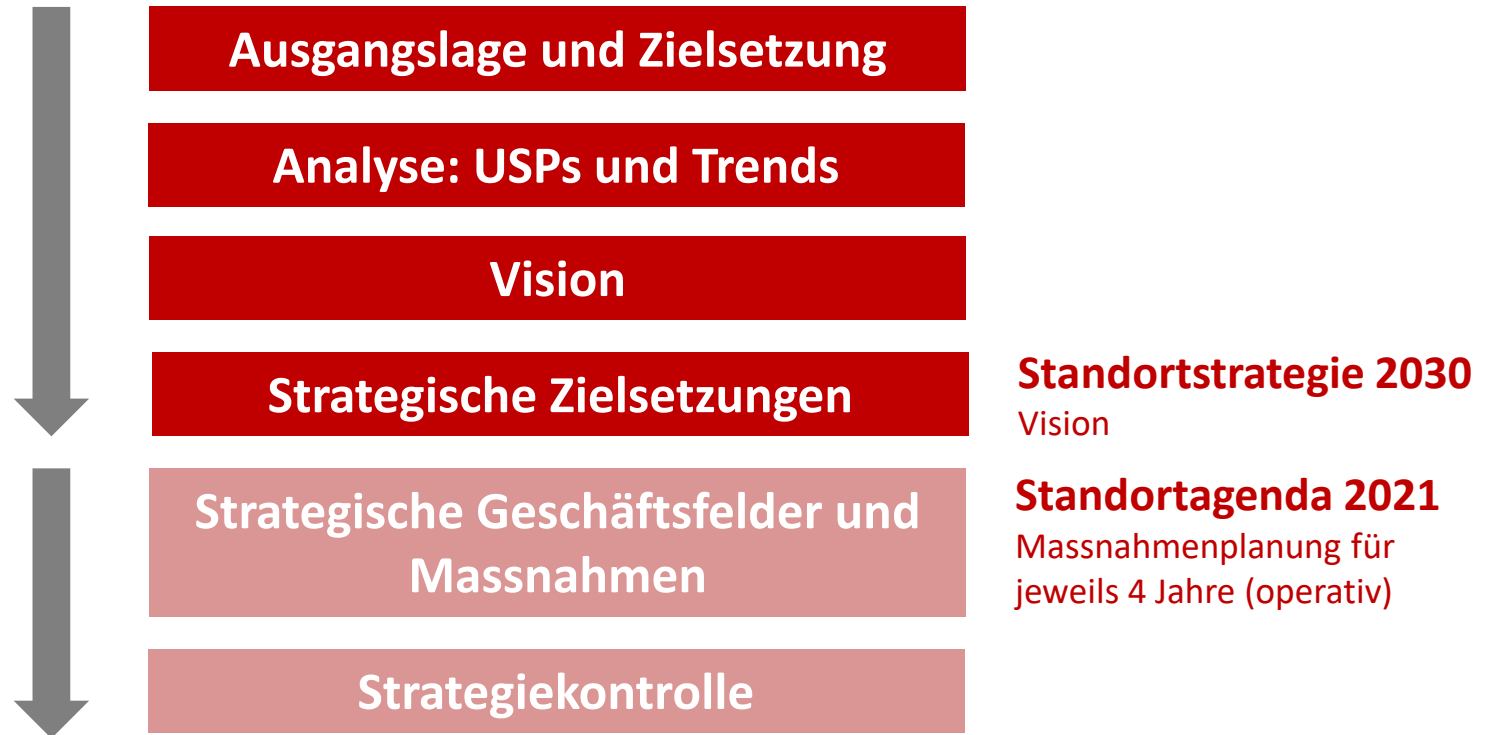 Ausgangslage und Zielsetzung
Analyse: USPs und Trends
Vision
Strategische Zielsetzungen
Standortstrategie 2030
Vision
Strategische Geschäftsfelder und
Massnahmen
Standortagenda 2021
Massnahmenplanung für
jeweils 4 Jahre (operativ)
Strategiekontrolle